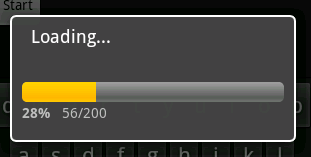 Start
Loading...
28% 56/200
a s d f g h j k l